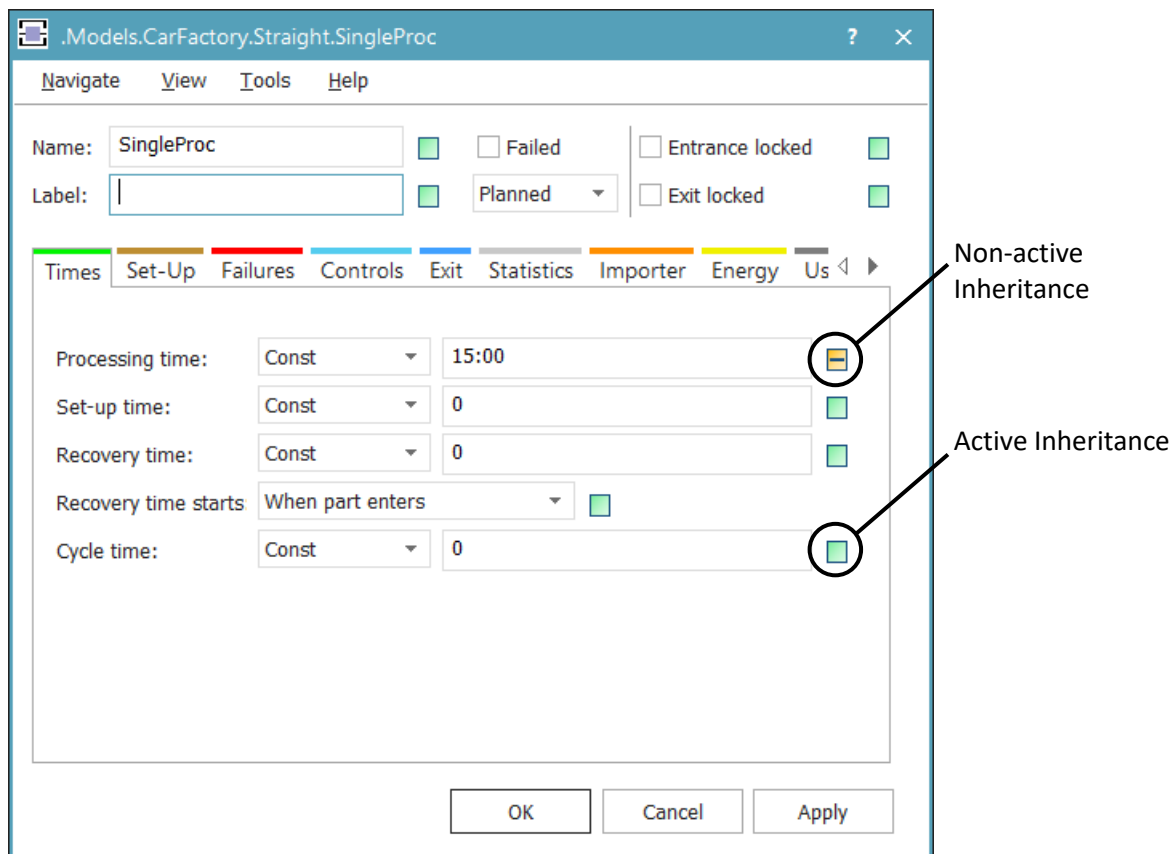 .Models.CarFactory.Straight.SingleProc ? ×
Navigate View Tools Help
Name: SingleProc Failed Entrance locked
Label: Planned Exit locked
Times Set-Up Failures Controls Exit Statistics Importer Energy Us
Non-active
Inheritance
Processing time: Const 15:00
Set-up time: Const 0
Active Inheritance
Recovery time: Const 0
Recovery time starts When part enters
Cycle time: Const 0
OK Cancel Apply